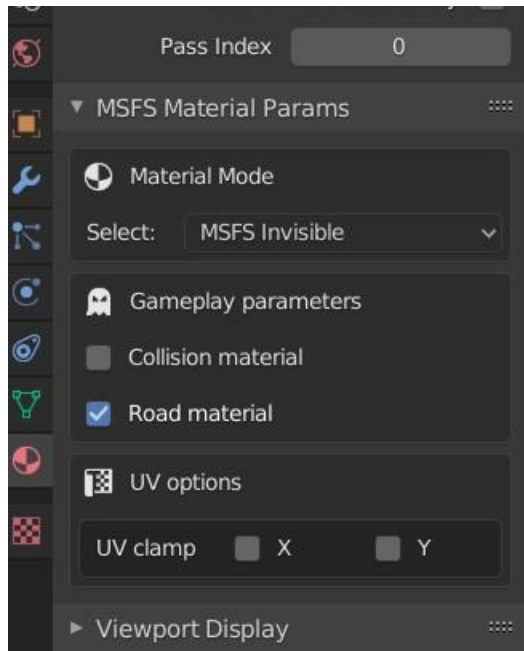 Pass Index 0
MSFS Material Params
Material Mode
Select: MSFS Invisible
Gameplay parameters
Collision material
Road material
UV options
UV clamp X Y
Viewport Display